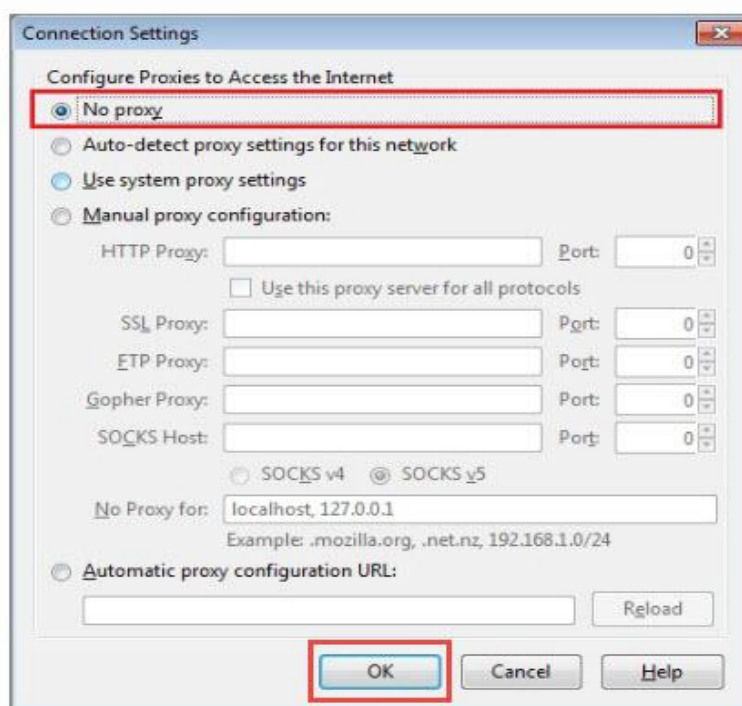 Connection Settings
Configure Proxies to Access the Internet
No proxy
Auto-detect proxy settings for this network
Use system proxy settings
Manual proxy configuration:
HTTP Proxy: Port: 0
Use this proxy server for all protocols
SSL Proxy: Port: 0
FTP Proxy: Port: 0
Gopher Proxy: Port: 0
SOCKS Host: Port: 0
SOCKS v4 SOCKS v5
No Proxy for: localhost, 127.0.0.1
Example: .mozilla.org, .net.nz, 192.168.1.0/24
Automatic proxy configuration URL:
Reload
OK Cancel Help